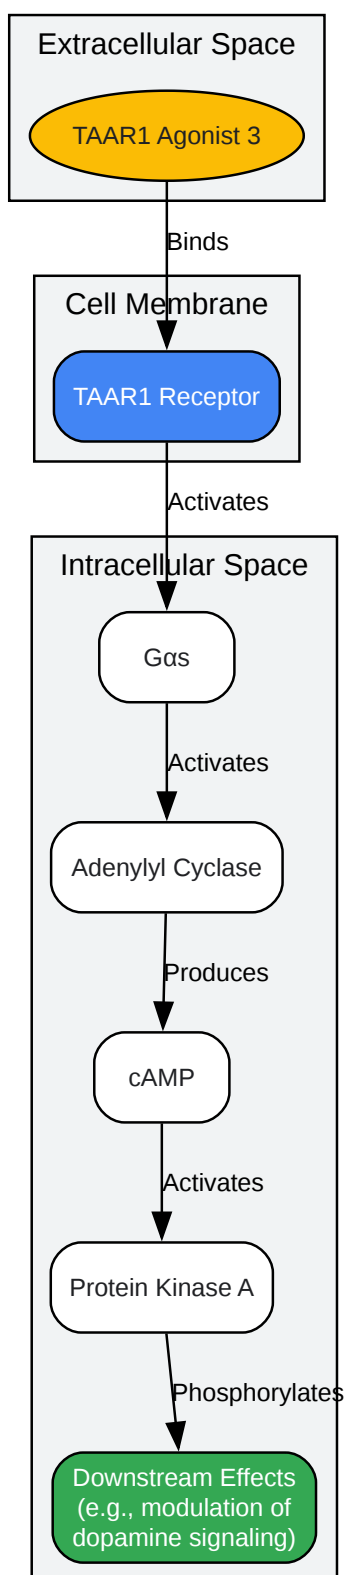 Extracellular Space
TAAR1 Agonist 3
Binds
Cell Membrane
TAAR1 Receptor
Activates
Intracellular Space
Gαs
Activates
Adenylyl Cyclase
Produces
cAMP
Activates
Protein Kinase A
Phosphorylates
Downstream Effects
(e.g., modulation of
dopamine signaling)